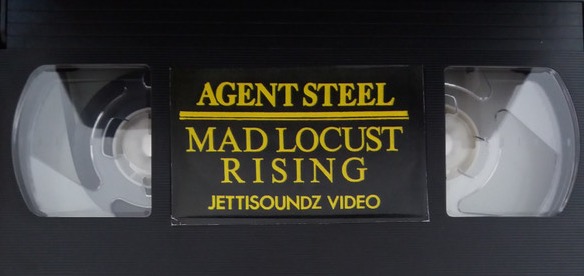 AGENT STEEL
MAD LOCUST
RISING
JETTISOUNDZ VIDEO